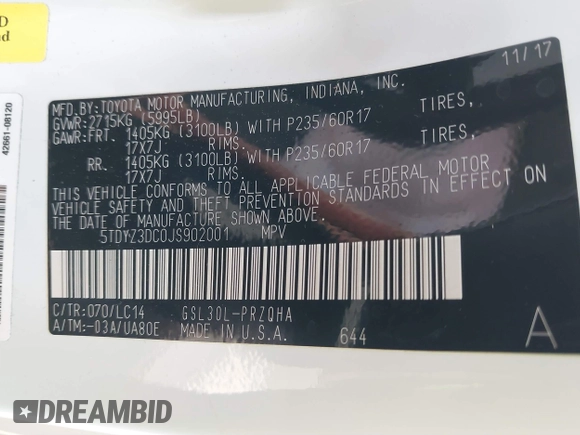 D
nd
42661-08120
11/17
MFD.BY:TOYOTA MOTOR MANUFACTURING, INDIANA, INC.
GVWR:2715KG (5995LB)
GAWR:FRT. 1405KG (3100LB) WITH P235/60R17 TIRES,
17X7J RIMS.
RR. 1405KG (3100LB) WITH P235/60R17 TIRES,
17X7J RIMS.
THIS VEHICLE CONFORMS TO ALL APPLICABLE FEDERAL MOTOR
VEHICLE SAFETY AND THEFT PREVENTION STANDARDS IN EFFECT ON
THE DATE OF MANUFACTURE SHOWN ABOVE.
5TDYZ3DC0JS902001 MPV
C/TR:070/LC14 GSL30L-PRZQHA
A/TM:-03A/UA80E MADE IN U.S.A. 644
A
DREAMBID